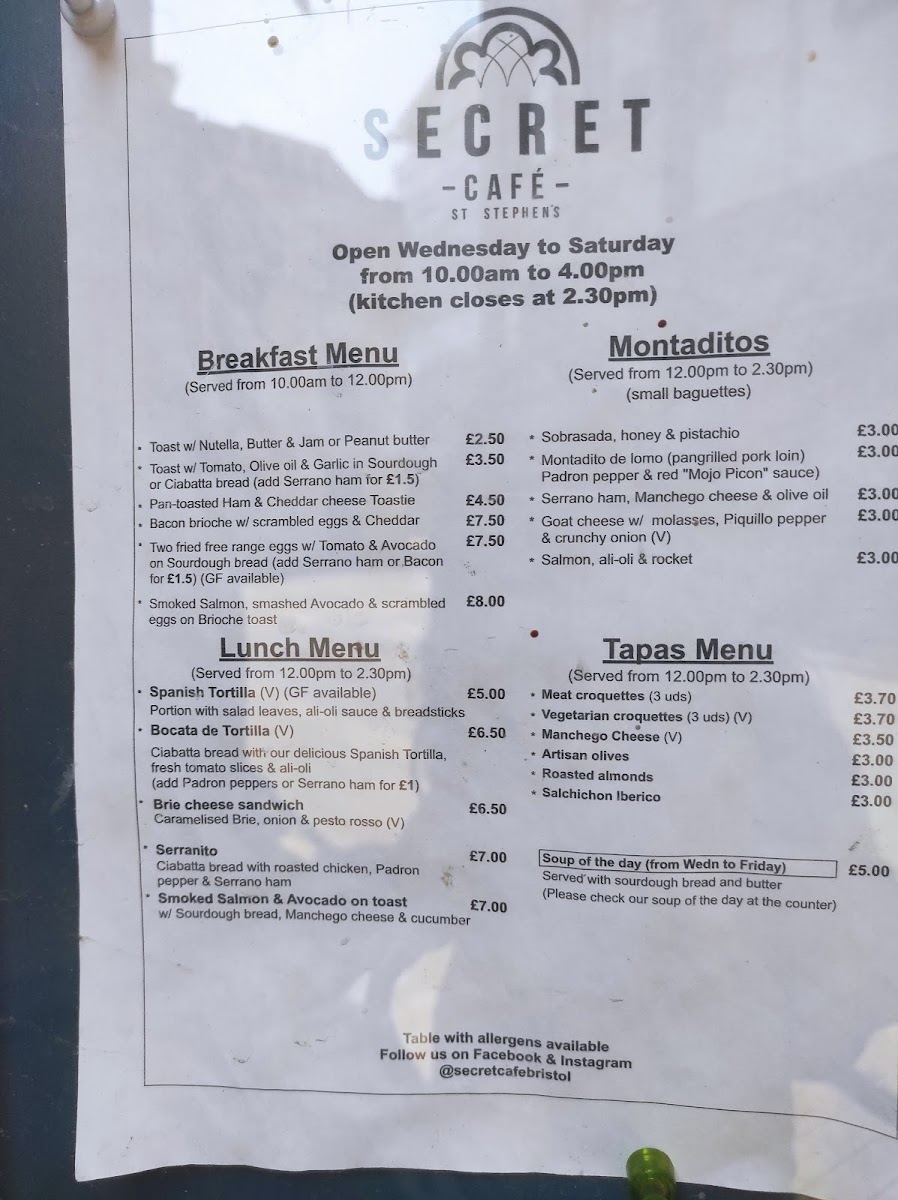 SECRET
-CAFÉ-
ST STEPHEN'S
Open Wednesday to Saturday
from 10.00am to 4.00pm
(kitchen closes at 2.30pm)
Breakfast Menu
(Served from 10.00am to 12.00pm)
* Toast w/ Nutella, Butter & Jam or Peanut butter £2.50
* Toast w/ Tomato, Olive oil & Garlic in Sourdough £3.50
or Ciabatta bread (add Serrano ham for £1.5)
* Pan-toasted Ham & Cheddar cheese Toastie £4.50
* Bacon brioche w/ scrambled eggs & Cheddar £7.50
* Two fried free range eggs w/ Tomato & Avocado £7.50
on Sourdough bread (add Serrano ham or Bacon
for £1.5) (GF available)
* Smoked Salmon, smashed Avocado & scrambled £8.00
eggs on Brioche toast
Montaditos
(Served from 12.00pm to 2.30pm)
(small baguettes)
* Sobrasada, honey & pistachio £3.00
* Montadito de lomo (pangrilled pork loin) £3.00
Padron pepper & red "Mojo Picon" sauce)
* Serrano ham, Manchego cheese & olive oil £3.00
* Goat cheese w/ molasses, Piquillo pepper £3.00
& crunchy onion (V)
* Salmon, ali-oli & rocket £3.00
Lunch Menu
(Served from 12.00pm to 2.30pm)
* Spanish Tortilla (V) (GF available) £5.00
Portion with salad leaves, ali-oli sauce & breadsticks
* Bocata de Tortilla (V) £6.50
Ciabatta bread with our delicious Spanish Tortilla,
fresh tomato slices & ali-oli
(add Padron peppers or Serrano ham for £1)
* Brie cheese sandwich £6.50
Caramelised Brie, onion & pesto rosso (V)
* Serranito £7.00
Ciabatta bread with roasted chicken, Padron
pepper & Serrano ham
* Smoked Salmon & Avocado on toast £7.00
w/ Sourdough bread, Manchego cheese & cucumber
Tapas Menu
(Served from 12.00pm to 2.30pm)
* Meat croquettes (3 uds) £3.70
* Vegetarian croquettes (3 uds) (V) £3.70
* Manchego Cheese (V) £3.50
* Artisan olives £3.00
* Roasted almonds £3.00
* Salchichon Iberico £3.00
Soup of the day (from Wedn to Friday) £5.00
Served with sourdough bread and butter
(Please check our soup of the day at the counter)
Table with allergens available
Follow us on Facebook & Instagram
@secretcafebristol